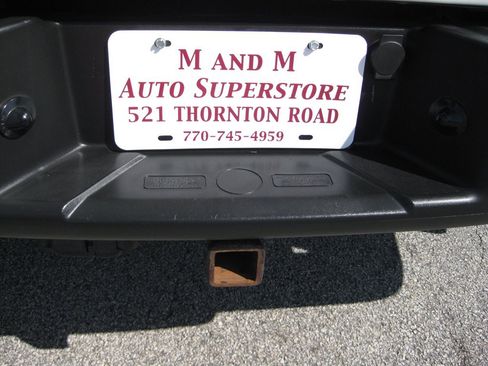 M AND M
AUTO SUPERSTORE
521 THORNTON ROAD
770-745-4959